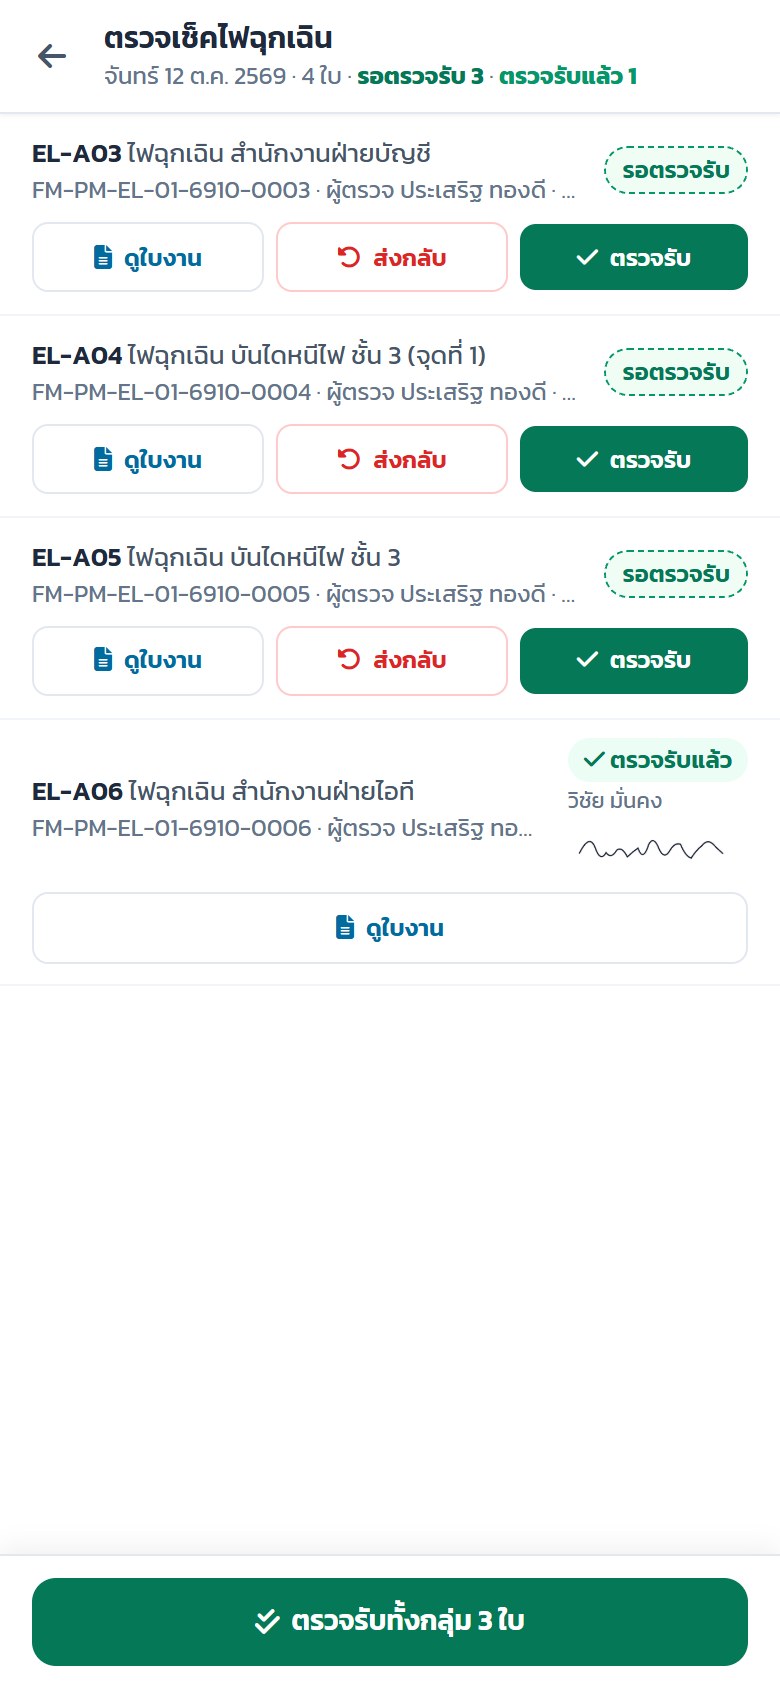 ตรวจเช็คไฟฉุกเฉิน
จันทร์ 12 ต.ค. 2569 · 4 ใบ · รอตรวจรับ 3 · ตรวจรับแล้ว 1
EL-A03 ไฟฉุกเฉิน สำนักงานฝ่ายบัญชี
FM-PM-EL-01-6910-0003 · ผู้ตรวจ ประเสริฐ ทองดี · ...
รอตรวจรับ
ดูใบงาน ส่งกลับ ตรวจรับ
EL-A04 ไฟฉุกเฉิน บันไดหนีไฟ ชั้น 3 (จุดที่ 1)
FM-PM-EL-01-6910-0004 · ผู้ตรวจ ประเสริฐ ทองดี · ...
รอตรวจรับ
ดูใบงาน ส่งกลับ ตรวจรับ
EL-A05 ไฟฉุกเฉิน บันไดหนีไฟ ชั้น 3
FM-PM-EL-01-6910-0005 · ผู้ตรวจ ประเสริฐ ทองดี · ...
รอตรวจรับ
ดูใบงาน ส่งกลับ ตรวจรับ
EL-A06 ไฟฉุกเฉิน สำนักงานฝ่ายไอที
FM-PM-EL-01-6910-0006 · ผู้ตรวจ ประเสริฐ ทอ...
ตรวจรับแล้ว
วิชัย มั่นคง
ดูใบงาน
ตรวจรับทั้งกลุ่ม 3 ใบ